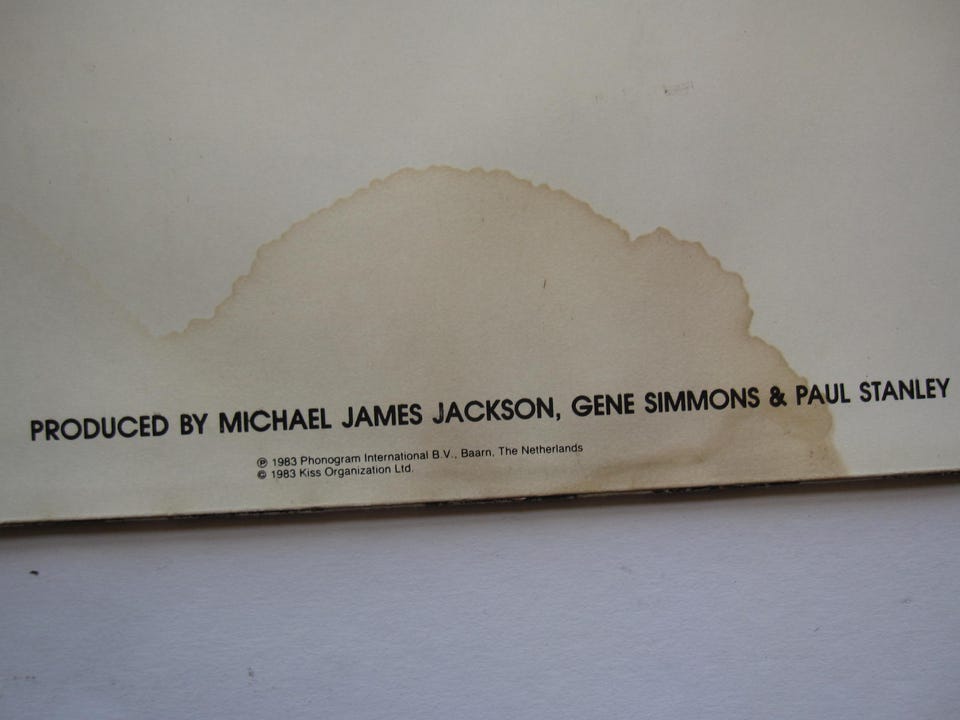 PRODUCED BY MICHAEL JAMES JACKSON, GENE SIMMONS & PAUL STANLEY
℗ 1983 Phonogram International B.V., Baarn, The Netherlands
© 1983 Kiss Organization Ltd.